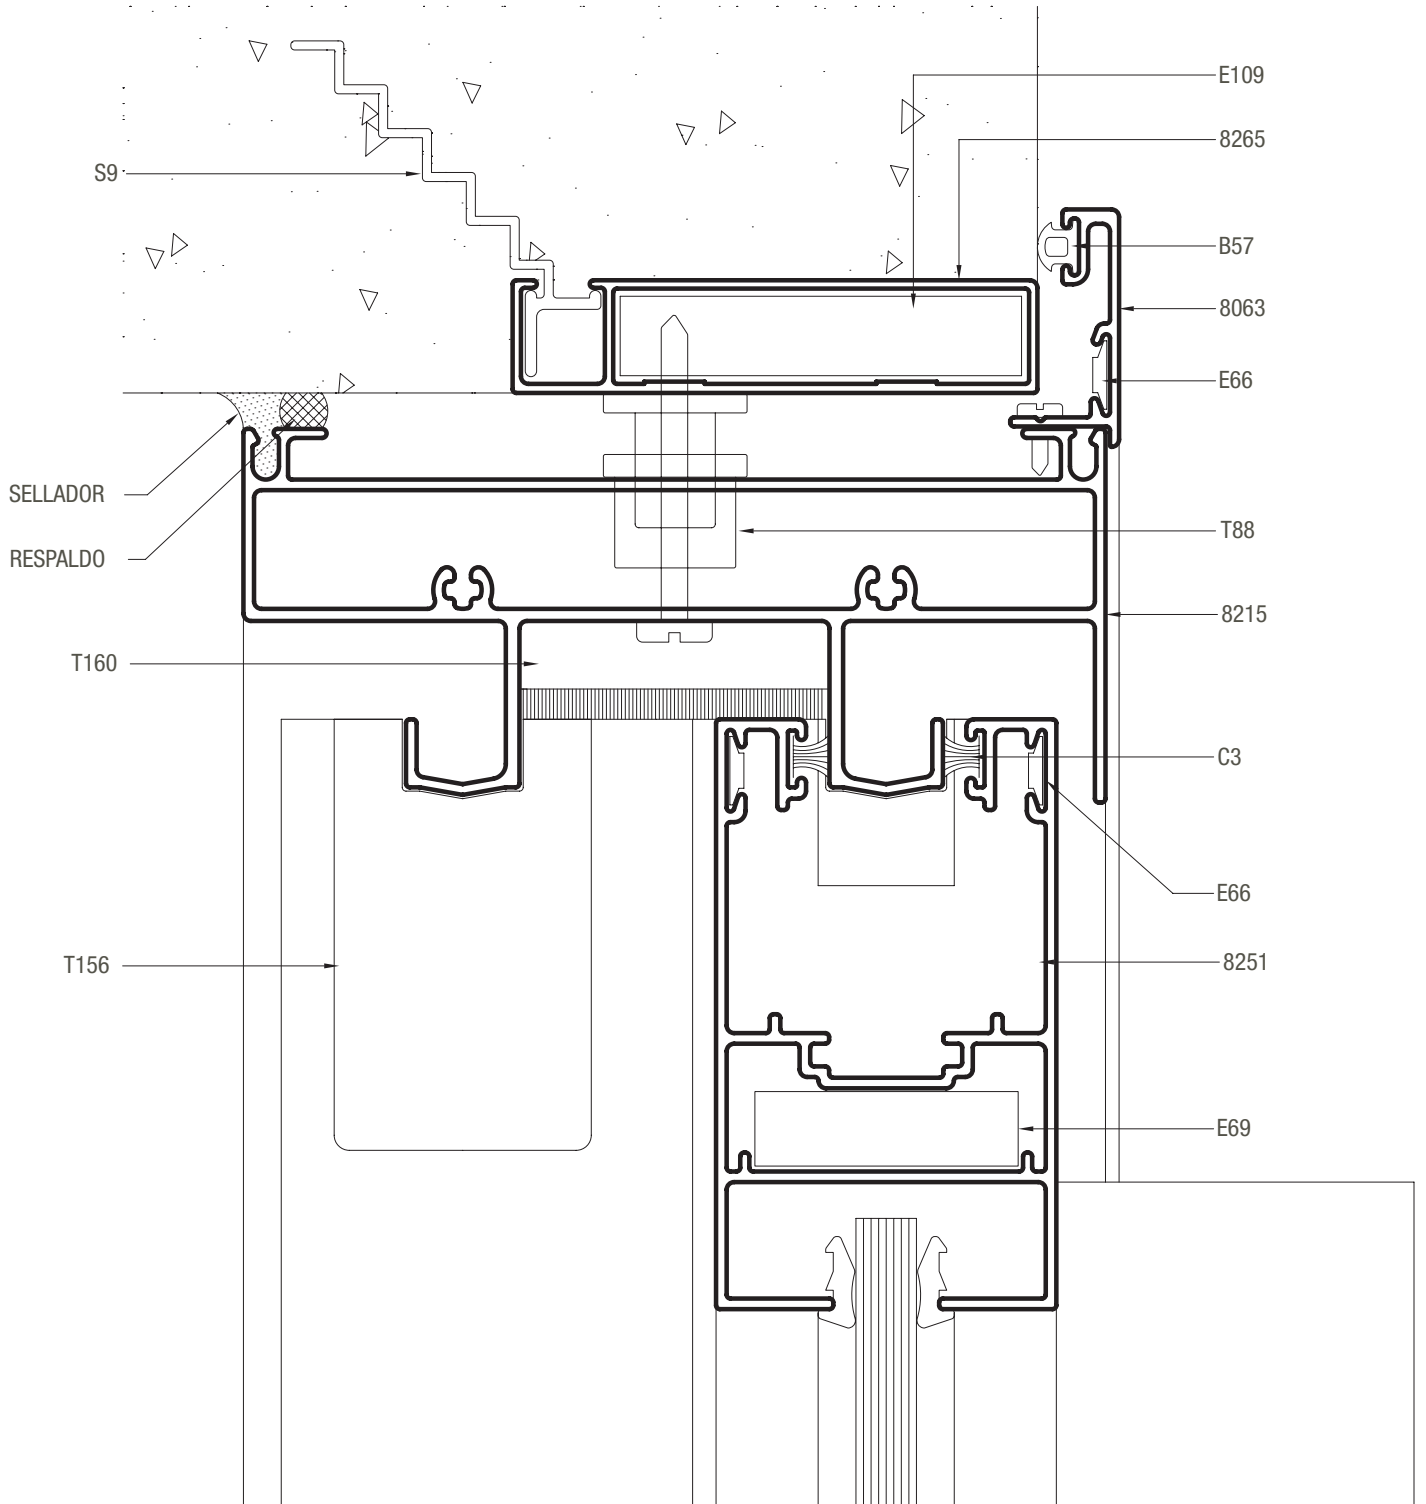 E109
8265
S9
B57
8063
E66
SELLADOR
T88
RESPALDO
8215
T160
C3
E66
T156
8251
E69